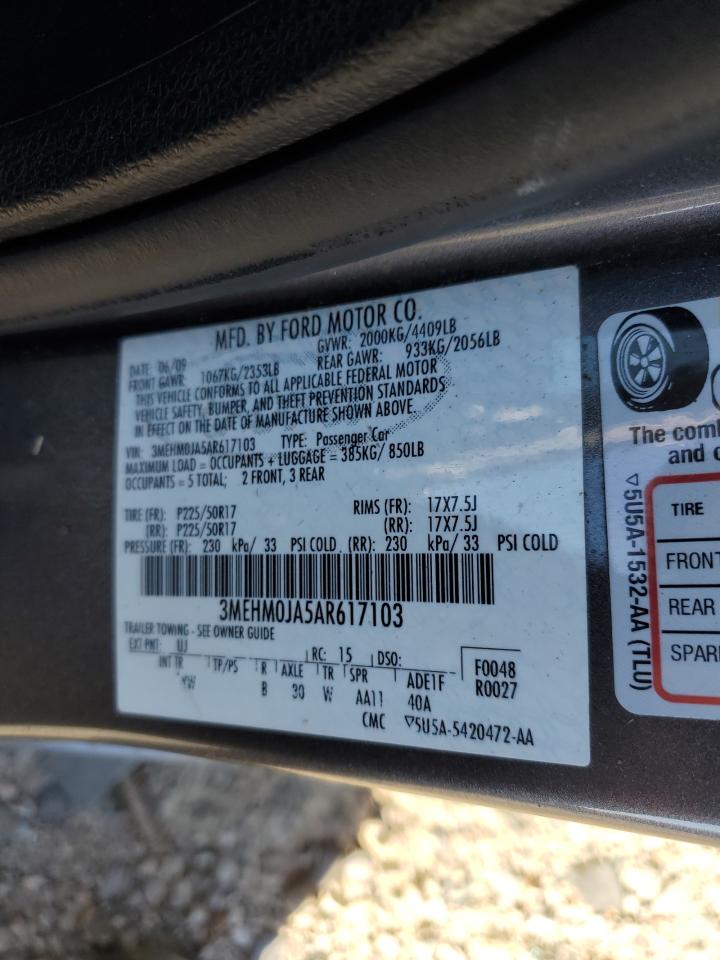 MFD. BY FORD MOTOR CO.
DATE: 06/09 GVWR: 2000KG/4409LB
FRONT GAWR: 1067KG/2353LB REAR GAWR: 933KG/2056LB
THIS VEHICLE CONFORMS TO ALL APPLICABLE FEDERAL MOTOR
VEHICLE SAFETY, BUMPER, AND THEFT PREVENTION STANDARDS
IN EFFECT ON THE DATE OF MANUFACTURE SHOWN ABOVE.
VIN: 3MEHM0JA5AR617103 TYPE: Passenger Car
MAXIMUM LOAD = OCCUPANTS + LUGGAGE = 385KG/ 850LB
OCCUPANTS = 5 TOTAL; 2 FRONT, 3 REAR
TIRE (FR): P225/50R17 RIMS (FR): 17X7.5J
(RR): P225/50R17 (RR): 17X7.5J
PRESSURE (FR): 230 kPa/ 33 PSI COLD (RR): 230 kPa/ 33 PSI COLD
3MEHM0JA5AR617103
TRAILER TOWING - SEE OWNER GUIDE
EXT PNT: UJ RC: 15 DSO: F0048
INT TR TP/PS R AXLE TR SPR ADE1F R0027
YW B 30 W AA11 40A
CMC ▽5U5A-5420472-AA
The
and
▽5U5A-1532-AA (TLU)
TIRE
FRONT
REAR